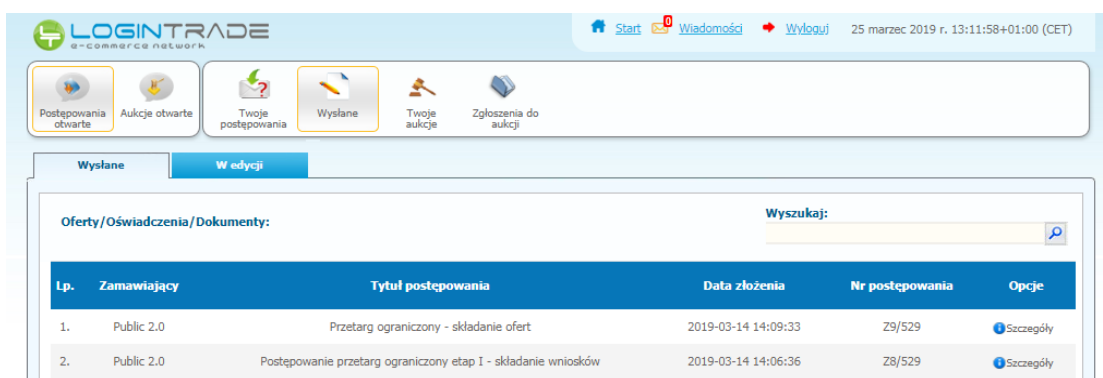 LOGINTRADE
e-commerce network
Start 0 Wiadomości Wyloguj 25 marzec 2019 r. 13:11:58+01:00 (CET)
Postępowania otwarte Aukcje otwarte Twoje postępowania Wysłane Twoje aukcje Zgłoszenia do aukcji
Wysłane W edycji
Oferty/Oświadczenia/Dokumenty: Wyszukaj:
Lp. Zamawiający Tytuł postępowania Data złożenia Nr postępowania Opcje
1. Public 2.0 Przetarg ograniczony - składanie ofert 2019-03-14 14:09:33 Z9/529 Szczegóły
2. Public 2.0 Postępowanie przetarg ograniczony etap I - składanie wniosków 2019-03-14 14:06:36 Z8/529 Szczegóły